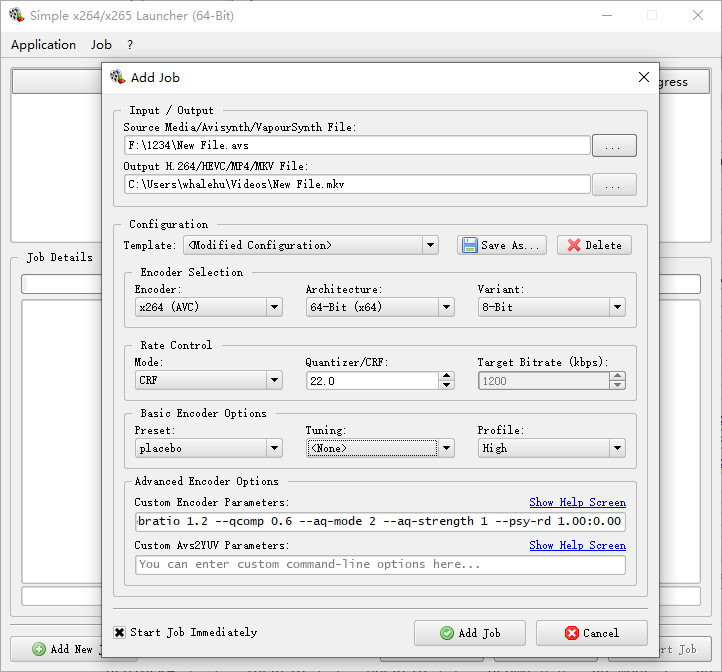 Simple x264/x265 Launcher (64-Bit)
Application Job ?
Add Job
gress
Input / Output
Source Media/Avisynth/VapourSynth File:
F:\1234\New File.avs
...
Output H.264/HEVC/MP4/MKV File:
C:\Users\whalehu\Videos\New File.mkv
...
Configuration
Template: <Modified Configuration> Save As... Delete
Job Details
Encoder Selection
Encoder: Architecture: Variant:
x264 (AVC) 64-Bit (x64) 8-Bit
Rate Control
Mode: Quantizer/CRF: Target Bitrate (kbps):
CRF 22.0 1200
Basic Encoder Options
Preset: Tuning: Profile:
placebo <None> High
Advanced Encoder Options
Custom Encoder Parameters: Show Help Screen
bratio 1.2 --qcomp 0.6 --aq-mode 2 --aq-strength 1 --psy-rd 1.00:0.00
Custom Avs2YUV Parameters: Show Help Screen
You can enter custom command-line options here...
Start Job Immediately Add Job Cancel
Add New J
rt Job